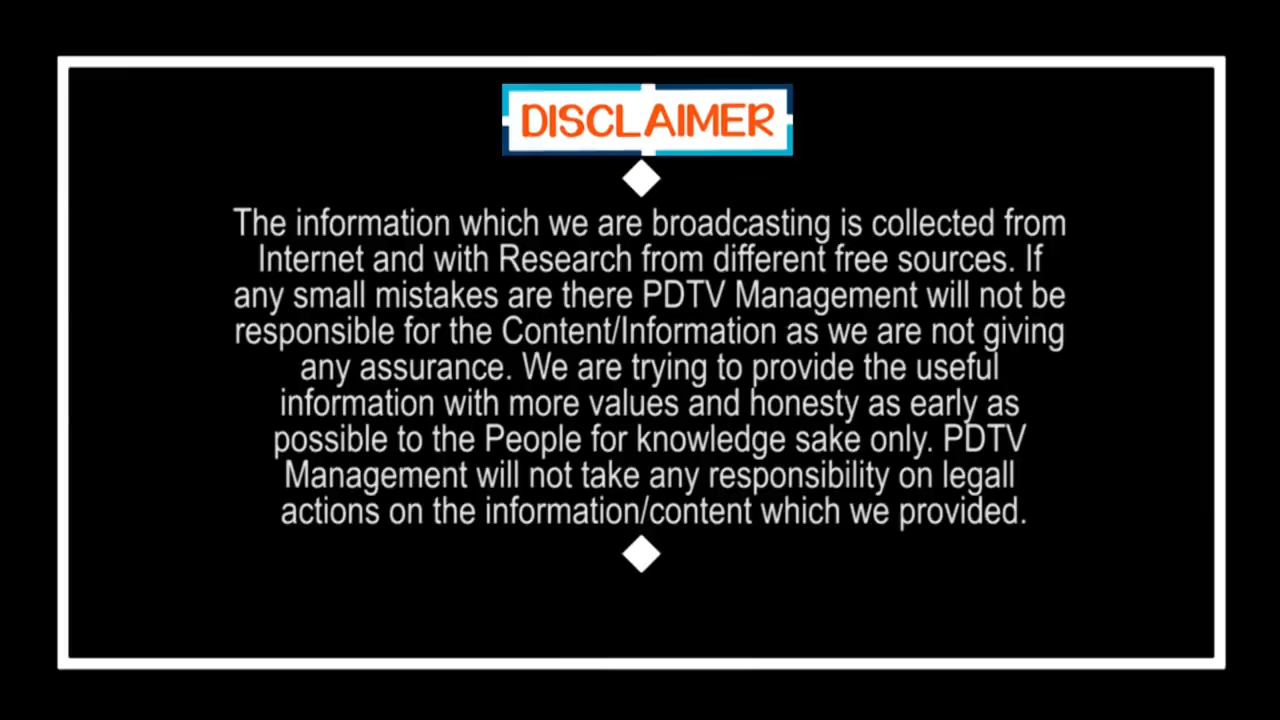 DISCLAIMER
The information which we are broadcasting is collected from
Internet and with Research from different free sources. If
any small mistakes are there PDTV Management will not be
responsible for the Content/Information as we are not giving
any assurance. We are trying to provide the useful
information with more values and honesty as early as
possible to the People for knowledge sake only. PDTV
Management will not take any responsibility on legall
actions on the information/content which we provided.